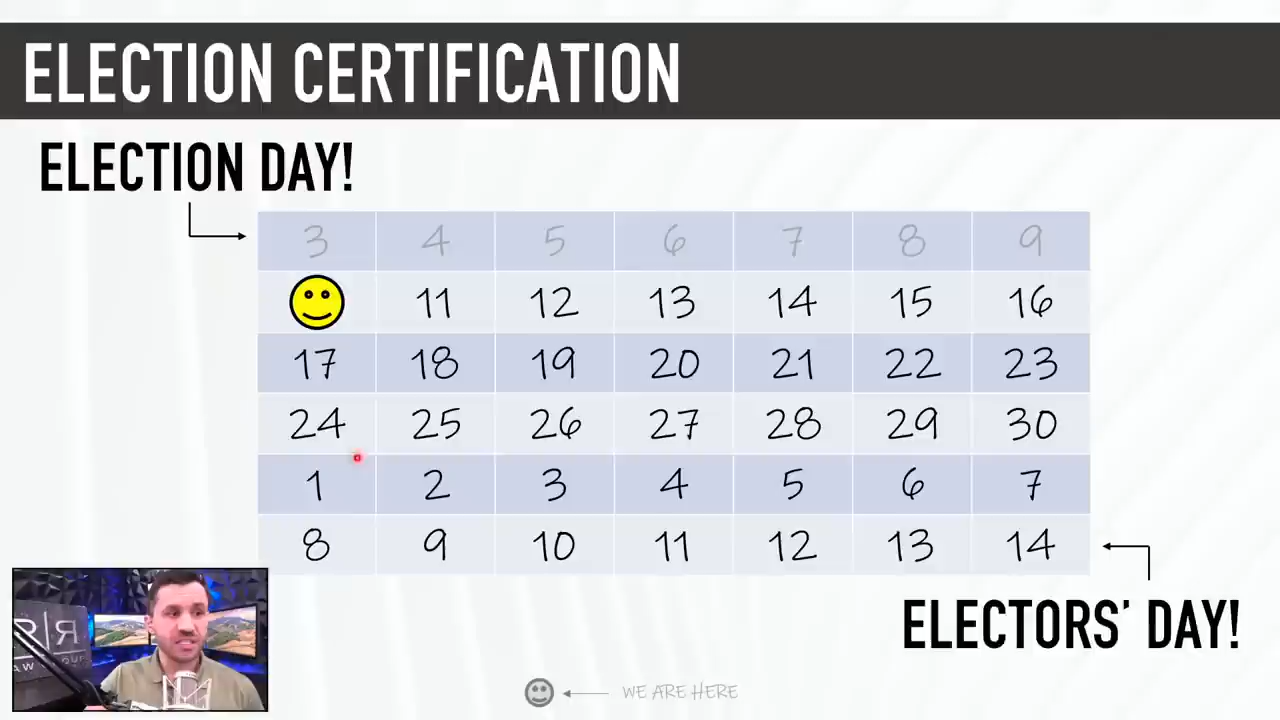 ELECTION CERTIFICATION
ELECTION DAY!
3 4 5 6 7 8 9
11 12 13 14 15 16
17 18 19 20 21 22 23
24 25 26 27 28 29 30
1 2 3 4 5 6 7
8 9 10 11 12 13 14
ELECTORS' DAY!
R|R
WE ARE HERE